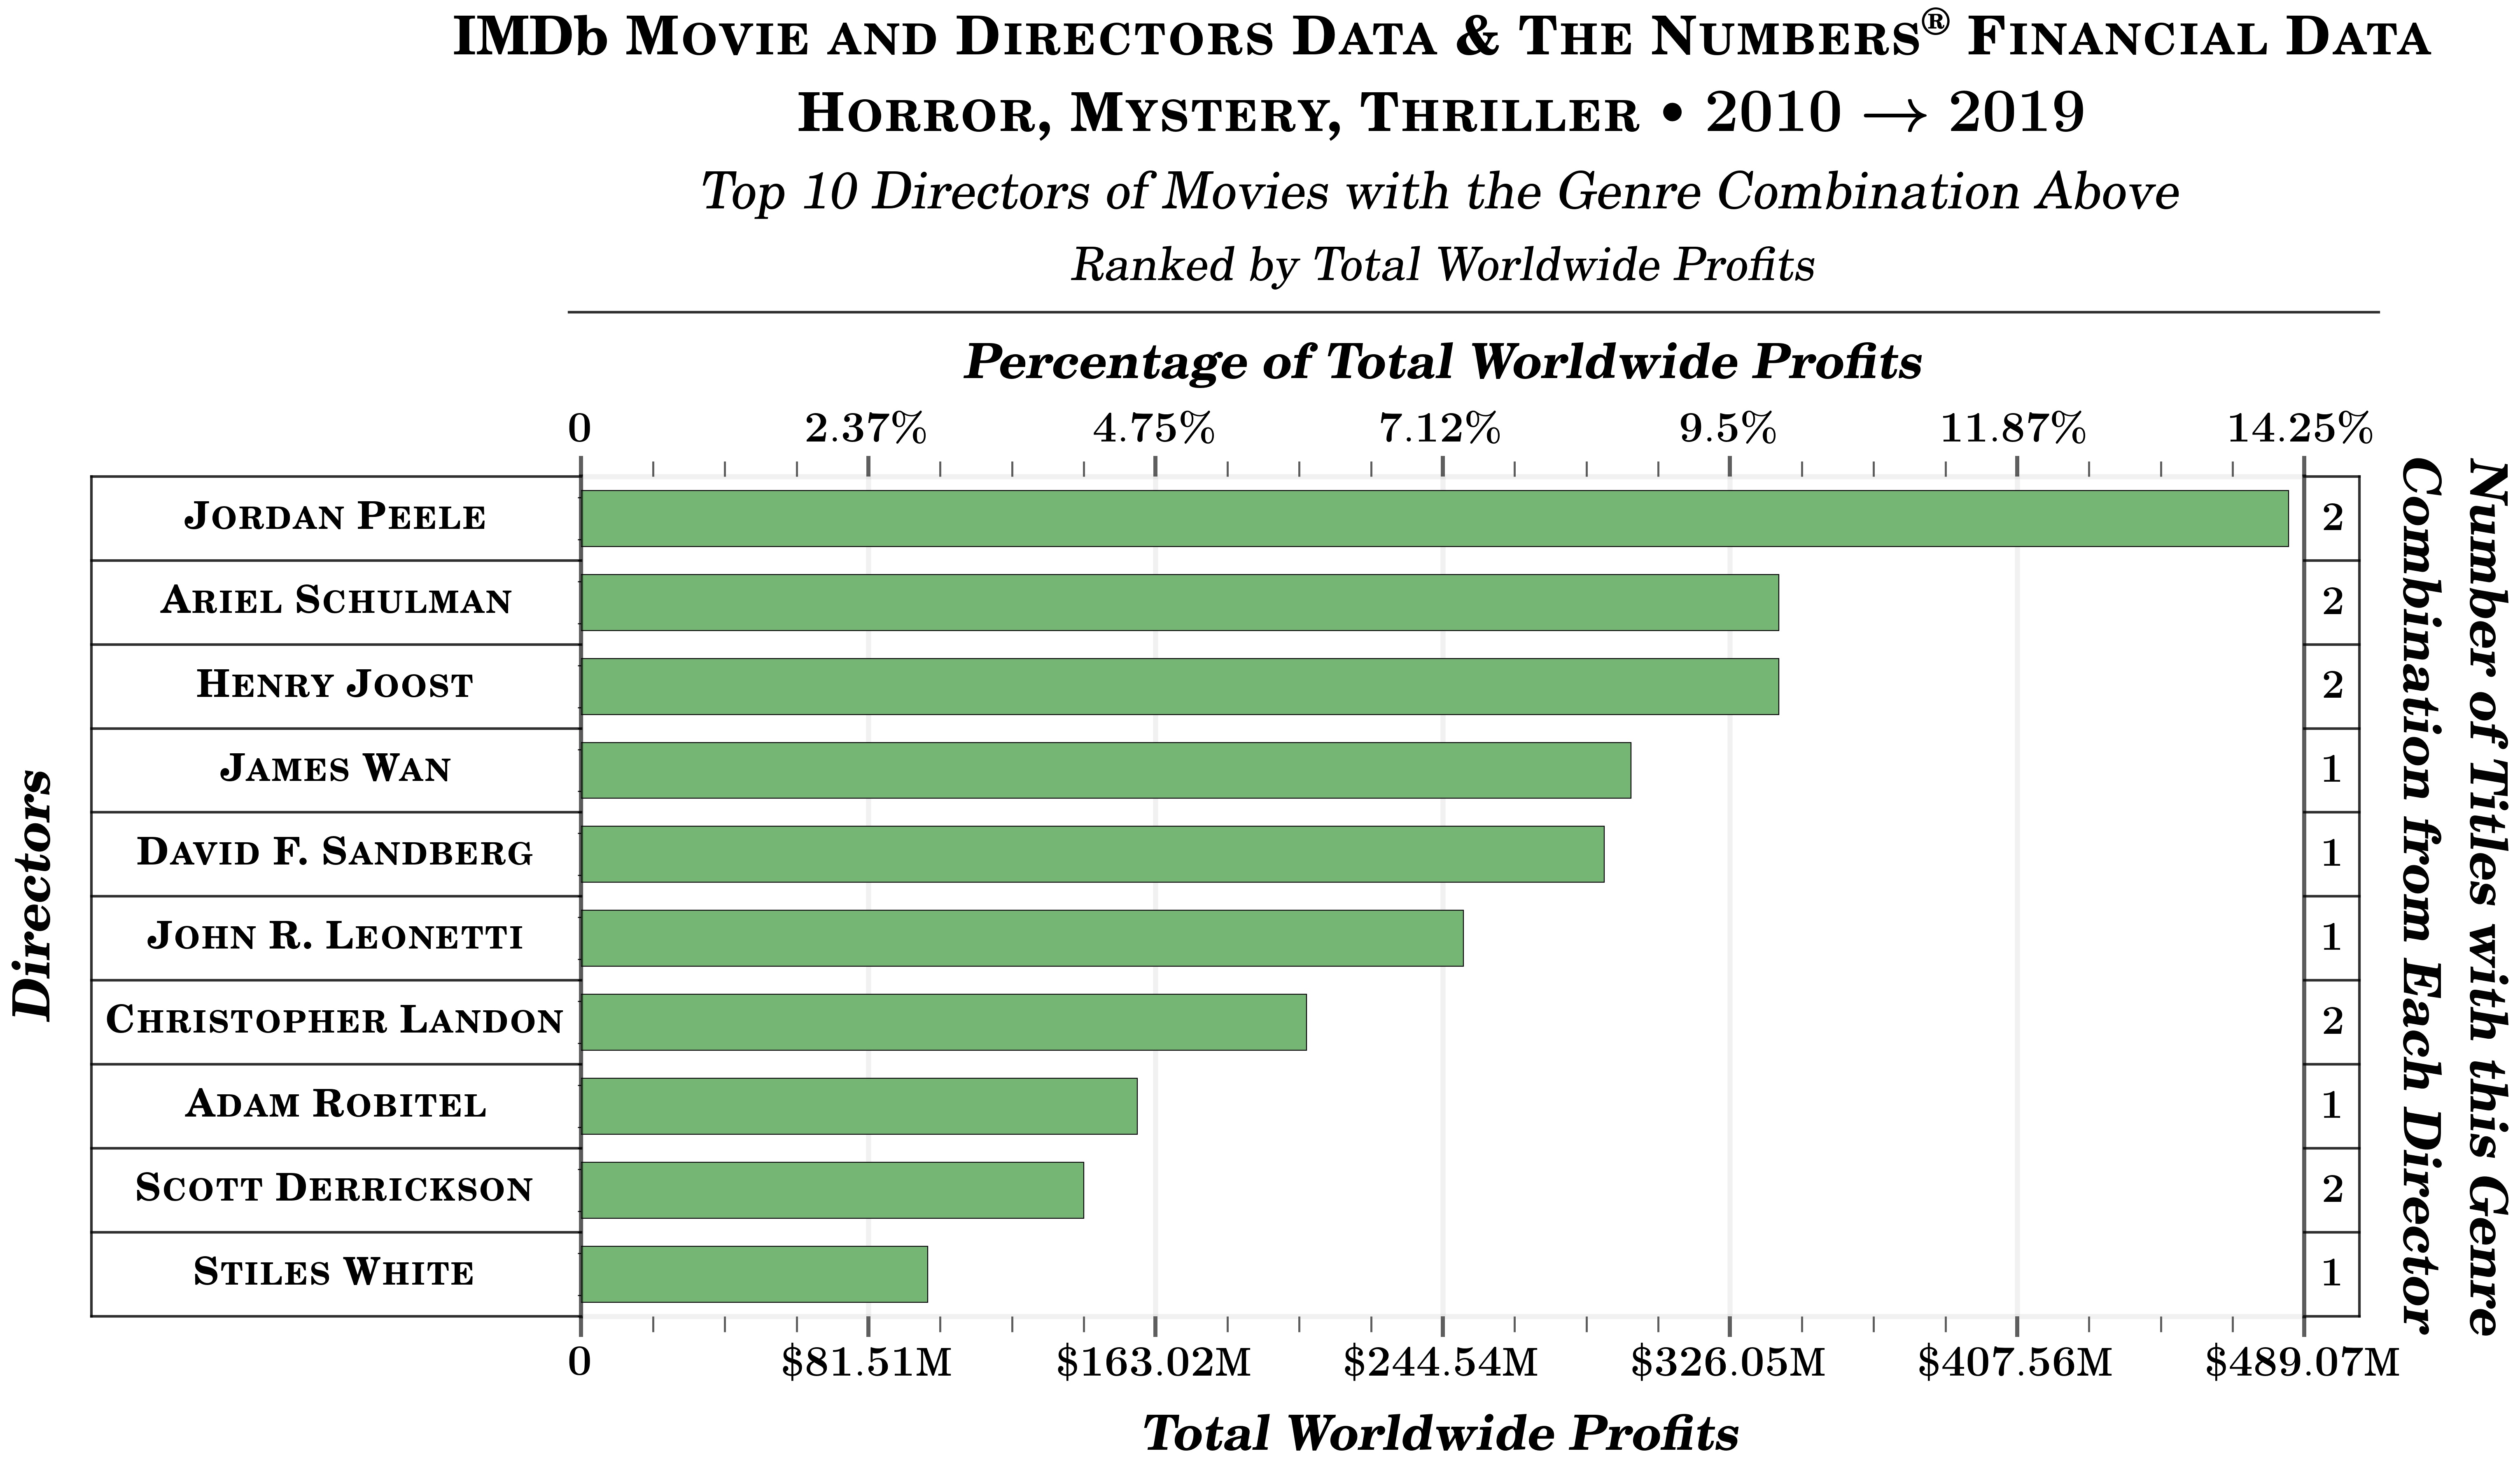 IMDb Movie and Directors Data & The Numbers® Financial Data
Horror, Mystery, Thriller • 2010 → 2019
Top 10 Directors of Movies with the Genre Combination Above
Ranked by Total Worldwide Profits
Percentage of Total Worldwide Profits
0 2.37% 4.75% 7.12% 9.5% 11.87% 14.25%
Directors
Jordan Peele 2
Ariel Schulman 2
Henry Joost 2
James Wan 1
David F. Sandberg 1
John R. Leonetti 1
Christopher Landon 2
Adam Robitel 1
Scott Derrickson 2
Stiles White 1
Number of Titles with this Genre
Combination from Each Director
0 $81.51M $163.02M $244.54M $326.05M $407.56M $489.07M
Total Worldwide Profits